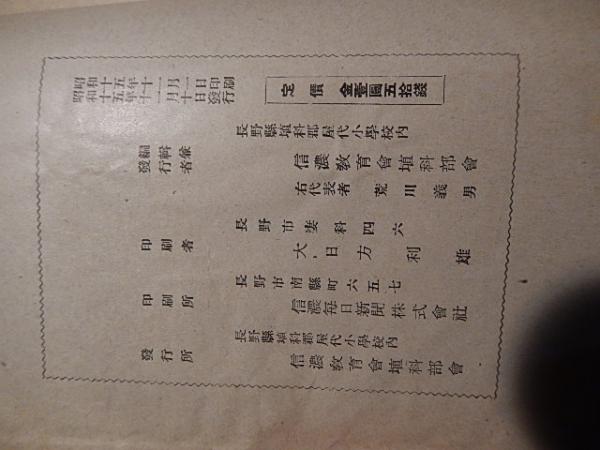 昭和十五年十一月一日印刷
昭和十五年十一月十日發行
定價 金壹圓五拾錢
長野縣埴科郡屋代小學校内
編輯兼發行者 信濃敎育會埴科部會
右代表者 荒川義男
長野市妻科四六
印刷者 大日方利雄
長野市南縣町六五七
印刷所 信濃每日新聞株式會社
長野縣埴科郡屋代小學校内
發行所 信濃敎育會埴科部會